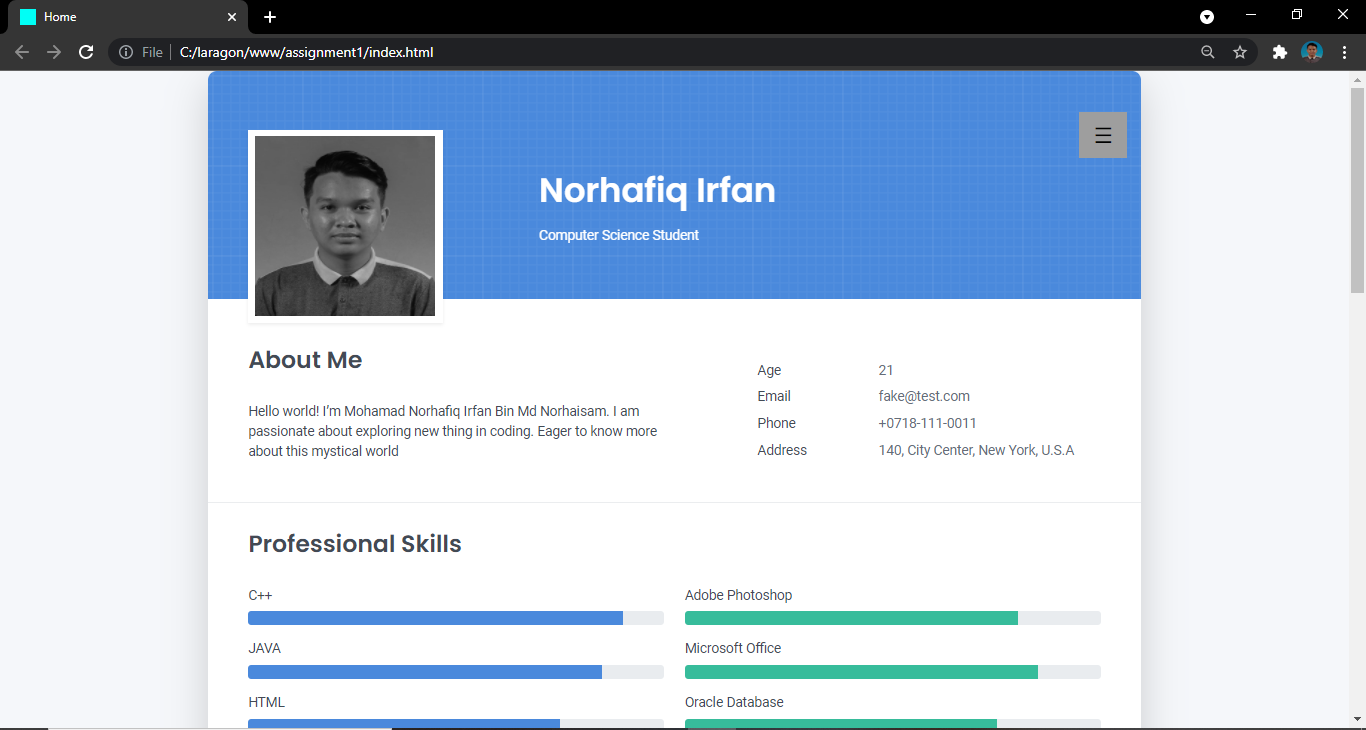 Home
File
C:/laragon/www/assignment1/index.html
Norhafiq Irfan
Computer Science Student
About Me
Hello world! I'm Mohamad Norhafiq Irfan Bin Md Norhaisam. I am
passionate about exploring new thing in coding. Eager to know more
about this mystical world
Age 21
Email fake@test.com
Phone +0718-111-0011
Address 140, City Center, New York, U.S.A
Professional Skills
C++
Adobe Photoshop
JAVA
Microsoft Office
HTML
Oracle Database